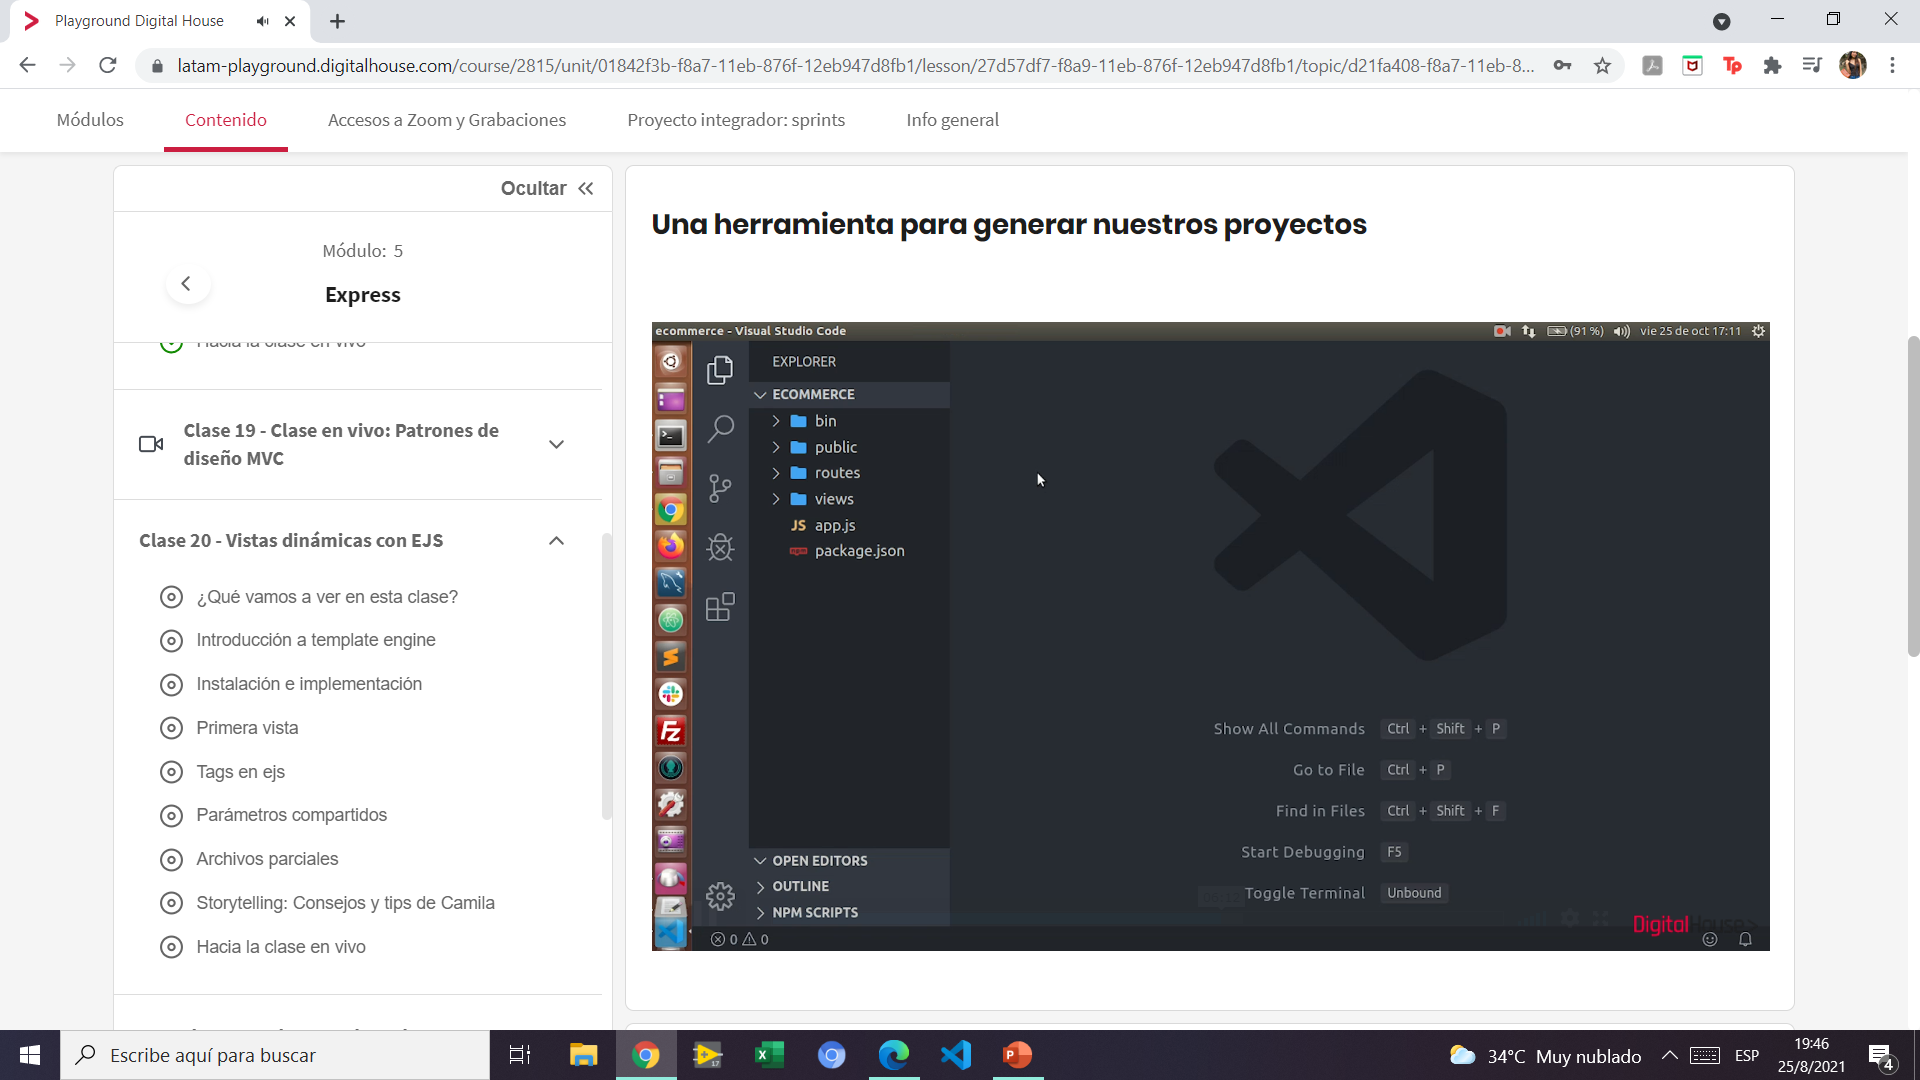 Playground Digital House
latam-playground.digitalhouse.com/course/2815/unit/01842f3b-f8a7-11eb-876f-12eb947d8fb1/lesson/27d57df7-f8a9-11eb-876f-12eb947d8fb1/topic/d21fa408-f8a7-11eb-8...
Módulos
Contenido
Accesos a Zoom y Grabaciones
Proyecto integrador: sprints
Info general
Ocultar
Módulo: 5
Express
Hacia la clase en vivo
Clase 19 - Clase en vivo: Patrones de
diseño MVC
Clase 20 - Vistas dinámicas con EJS
¿Qué vamos a ver en esta clase?
Introducción a template engine
Instalación e implementación
Primera vista
Tags en ejs
Parámetros compartidos
Archivos parciales
Storytelling: Consejos y tips de Camila
Hacia la clase en vivo
Una herramienta para generar nuestros proyectos
ecommerce - Visual Studio Code
(91 %)
vie 25 de oct 17:11
EXPLORER
ECOMMERCE
bin
public
routes
views
JS app.js
package.json
OPEN EDITORS
OUTLINE
NPM SCRIPTS
0 0
Show All Commands Ctrl + Shift + P
Go to File Ctrl + P
Find in Files Ctrl + Shift + F
Start Debugging F5
Toggle Terminal Unbound
DigitalHouse>
Escribe aquí para buscar
34°C Muy nublado
ESP
19:46
25/8/2021
4